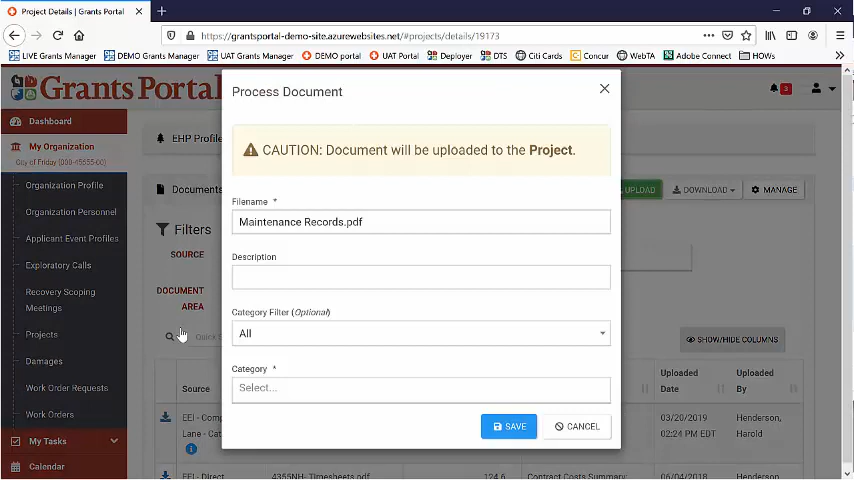 Project Details | Grants Portal
https://grantsportal-demo-site.azurewebsites.net/#projects/details/19173
LIVE Grants Manager DEMO Grants Manager UAT Grants Manager DEMO portal UAT Portal Deployer DTS Citi Cards Concur WebTA Adobe Connect HOWs
Grants Portal
3
Dashboard
My Organization
City of Friday (000-45635-00)
Organization Profile
Organization Personnel
Applicant Event Profiles
Exploratory Calls
Recovery Scoping
Meetings
Projects
Damages
Work Order Requests
Work Orders
My Tasks
Calendar
EHP Profile
Documents
UPLOAD
DOWNLOAD
MANAGE
Filters
SOURCE
DOCUMENT
AREA
Quick S
SHOW/HIDE COLUMNS
Source
Uploaded
Date
Uploaded
By
EEI - Comp
Lane - Cat
03/20/2019
02:24 PM EDT
Henderson,
Harold
EEI - Direct 4355NH- Timesheets.pdf 124.6 Contract Costs Summary: 06/04/2018 Henderson,
Process Document
CAUTION: Document will be uploaded to the Project.
Filename *
Maintenance Records.pdf
Description
Category Filter (Optional)
All
Category *
Select...
SAVE
CANCEL